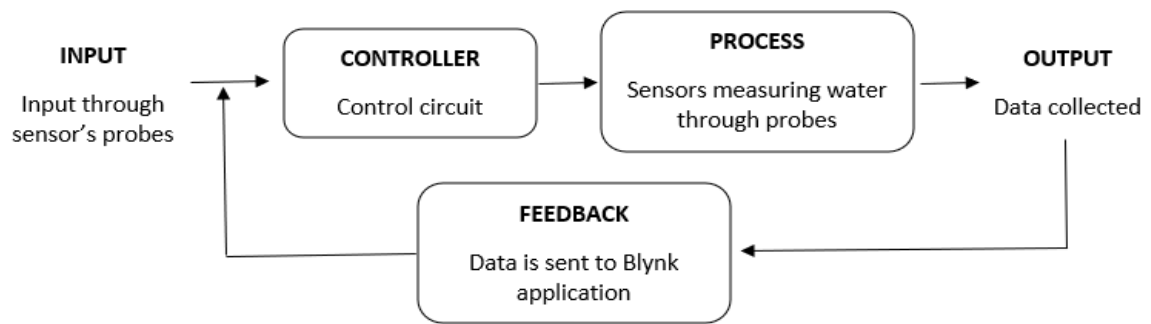 INPUT
Input through
sensor's probes
CONTROLLER
Control circuit
PROCESS
Sensors measuring water
through probes
OUTPUT
Data collected
FEEDBACK
Data is sent to Blynk
application